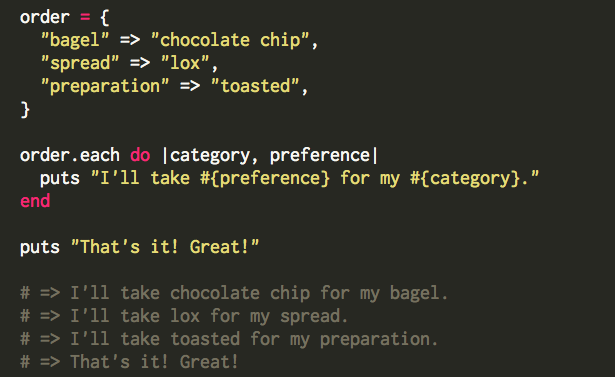 order = {
  "bagel" => "chocolate chip",
  "spread" => "lox",
  "preparation" => "toasted",
}

order.each do |category, preference|
  puts "I'll take #{preference} for my #{category}."
end

puts "That's it! Great!"

# => I'll take chocolate chip for my bagel.
# => I'll take lox for my spread.
# => I'll take toasted for my preparation.
# => That's it! Great!